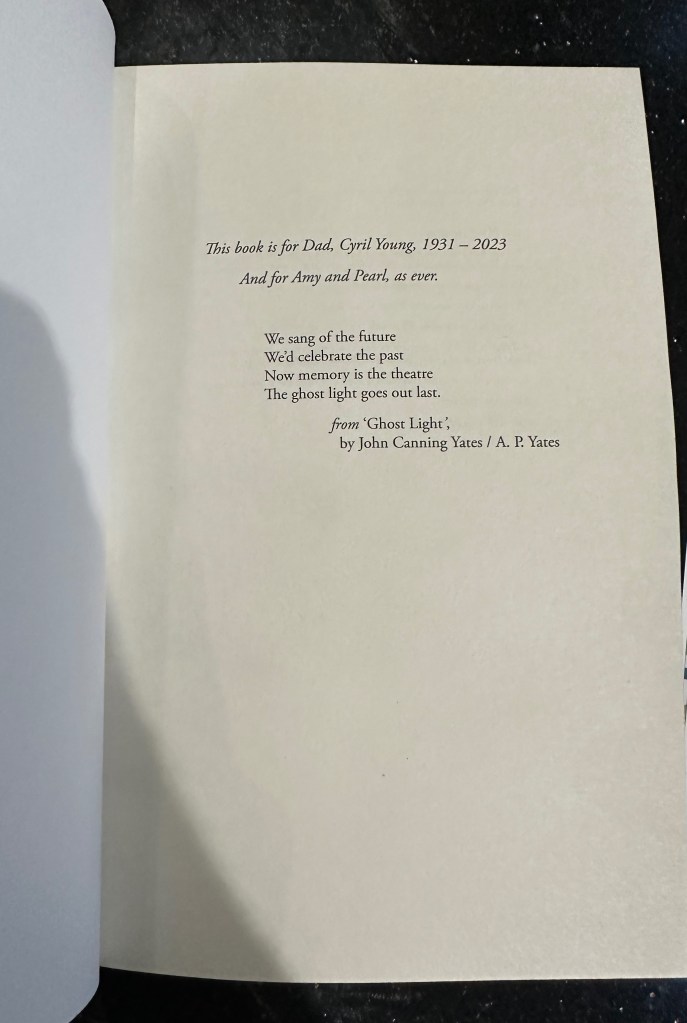 This book is for Dad, Cyril Young, 1931 – 2023
And for Amy and Pearl, as ever.
We sang of the future
We’d celebrate the past
Now memory is the theatre
The ghost light goes out last.
from ‘Ghost Light’,
by John Canning Yates / A. P. Yates